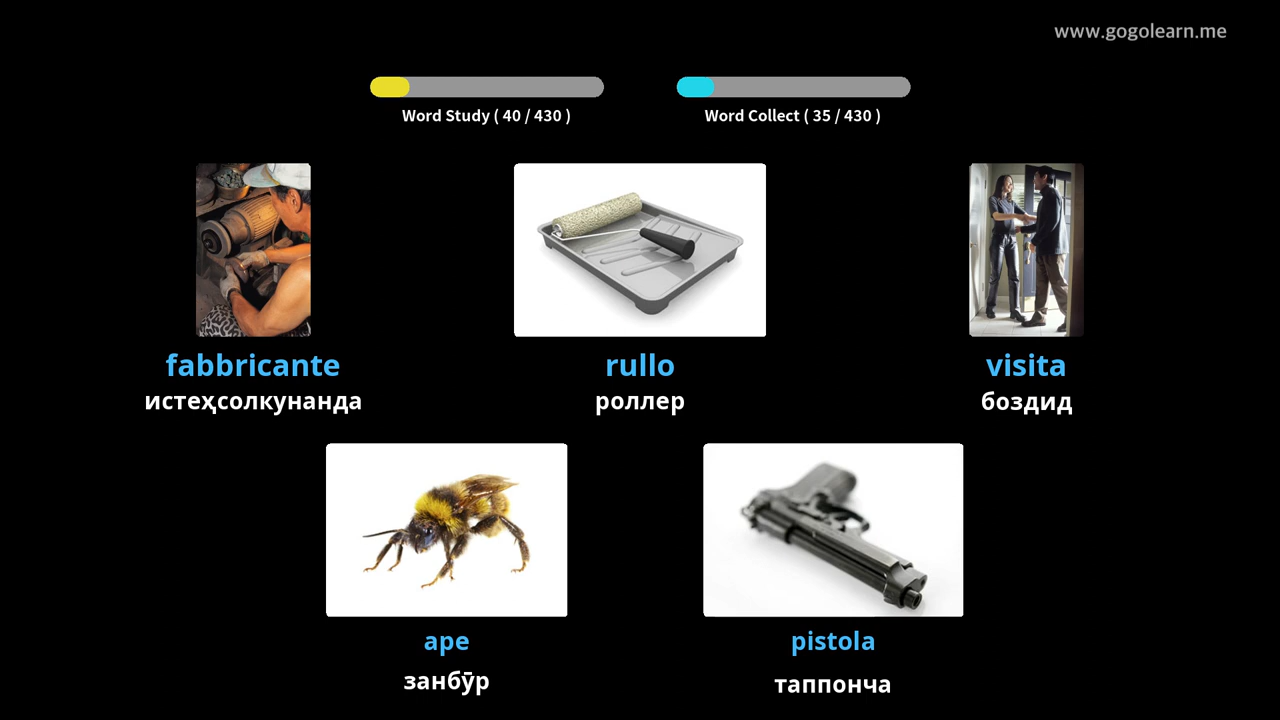 www.gogolearn.me
Word Study ( 40 / 430 )
Word Collect ( 35 / 430 )
fabbricante
истеҳсолкунанда
rullo
роллер
visita
боздид
ape
занбӯр
pistola
таппонча